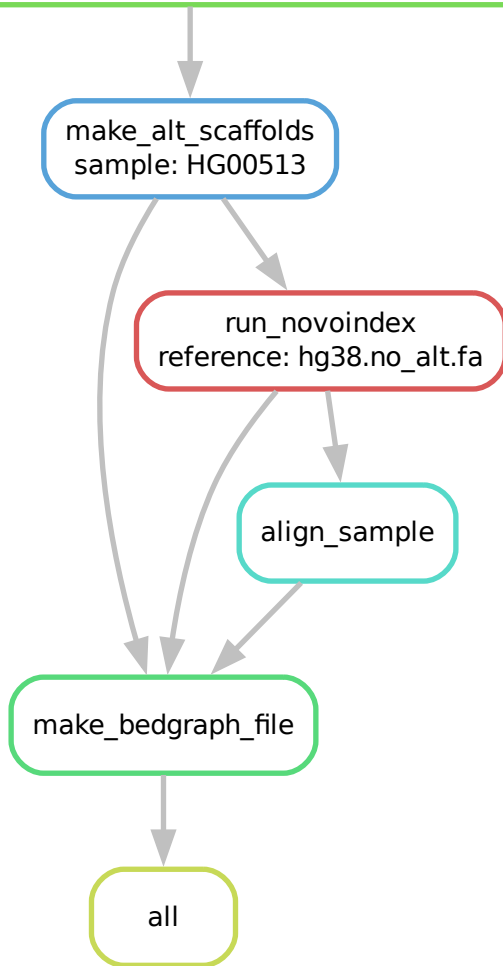 make_alt_scaffolds
sample: HG00513
run_novoindex
reference: hg38.no_alt.fa
align_sample
make_bedgraph_file
all